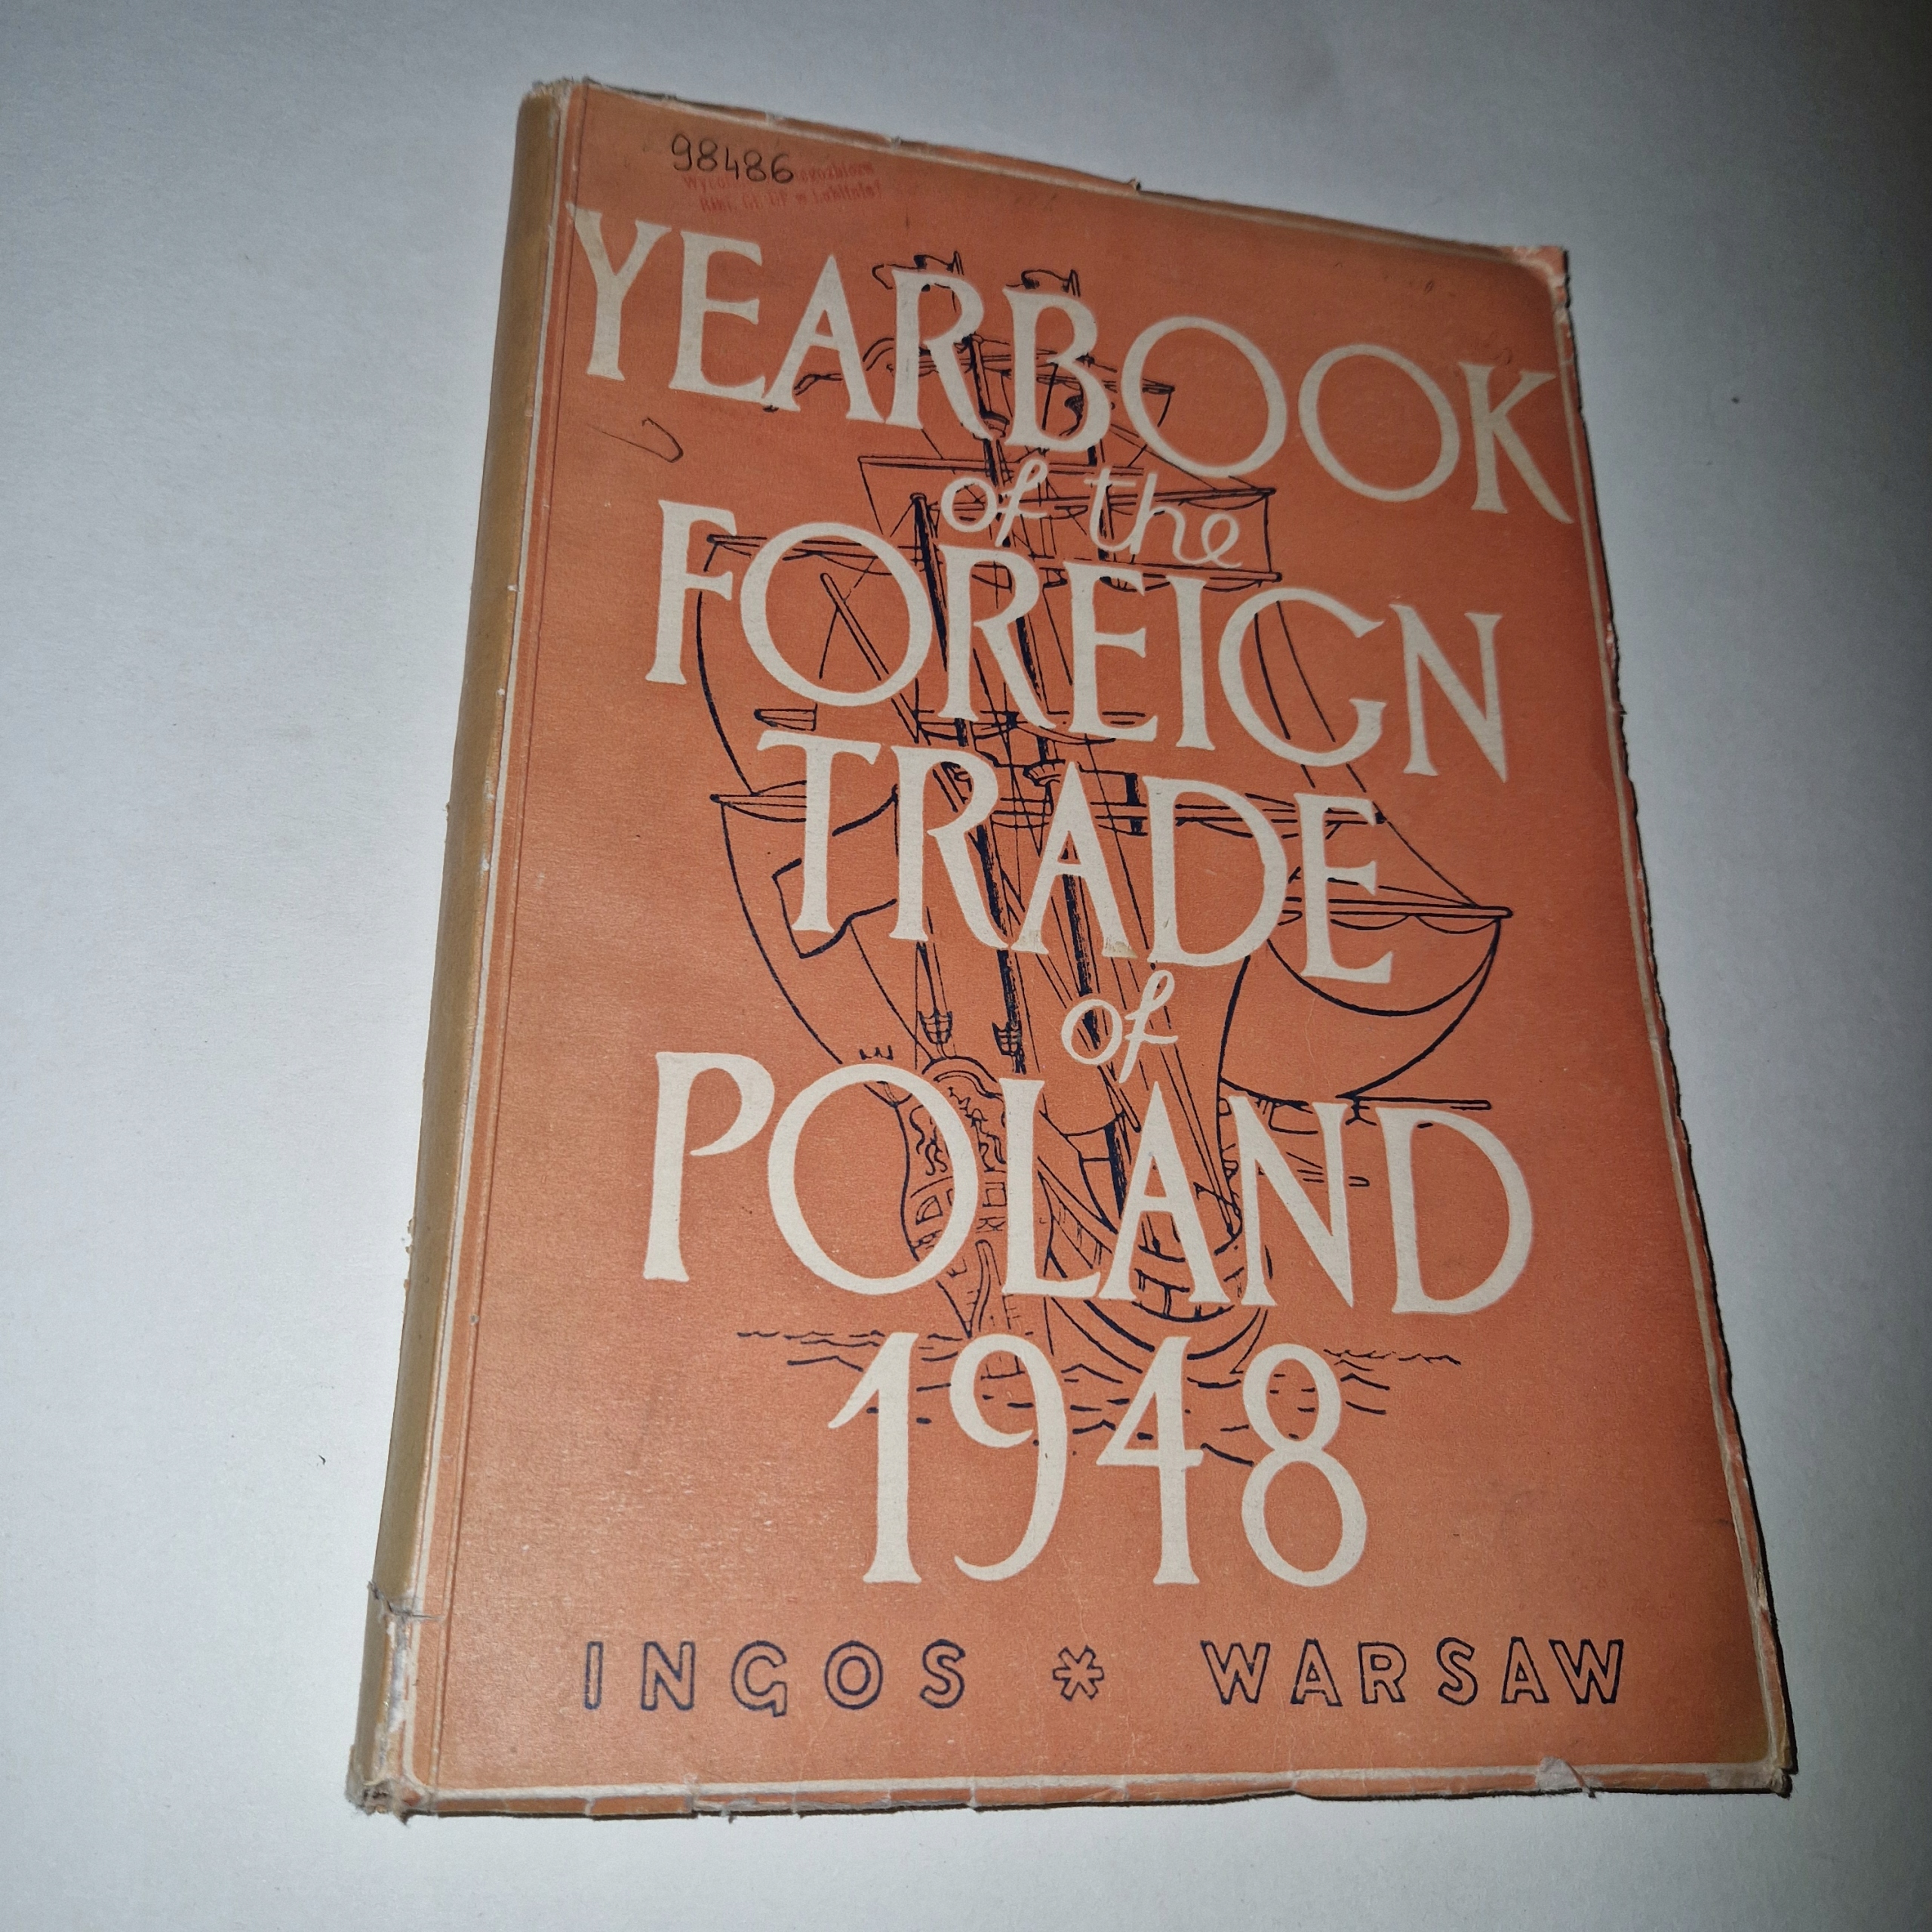 98486
YEARBOOK
of the
FOREIGN
TRADE
of
POLAND
1948
INGOS * WARSAW